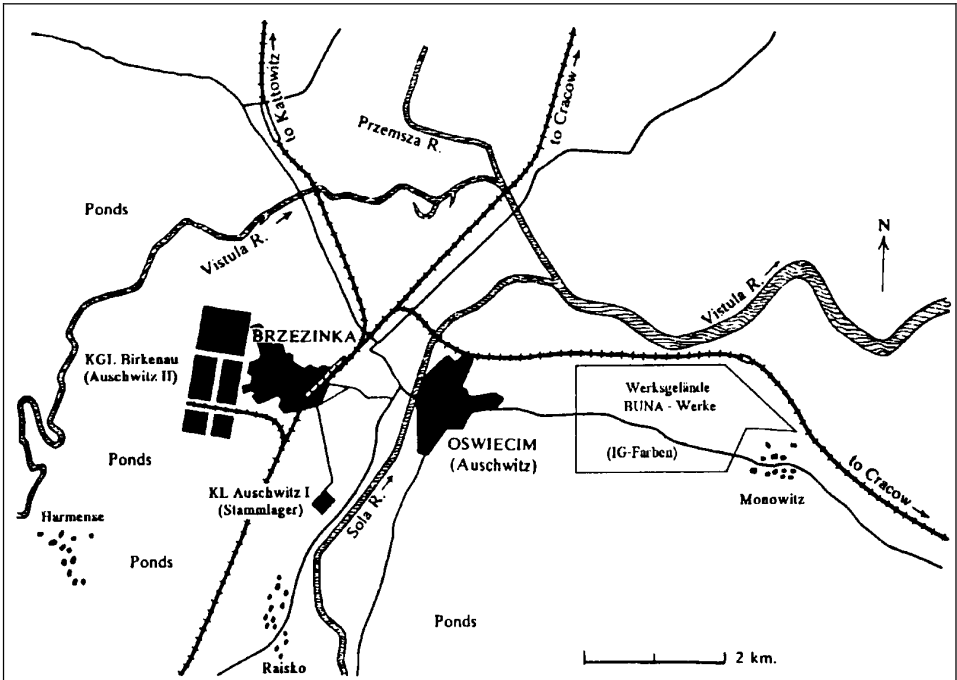 to Kattowitz →
to Cracow →
Przemsza R.
Ponds
Vistula R. →
N
Vistula R. →
BRZEZINKA
KGL Birkenau
(Auschwitz II)
Werksgelände
BUNA - Werke
(IG-Farben)
OSWIECIM
(Auschwitz)
Ponds
KL Auschwitz I
(Stammlager)
Sola R. →
to Cracow →
Monowitz
Harmense
Ponds
Ponds
Raisko
2 km.